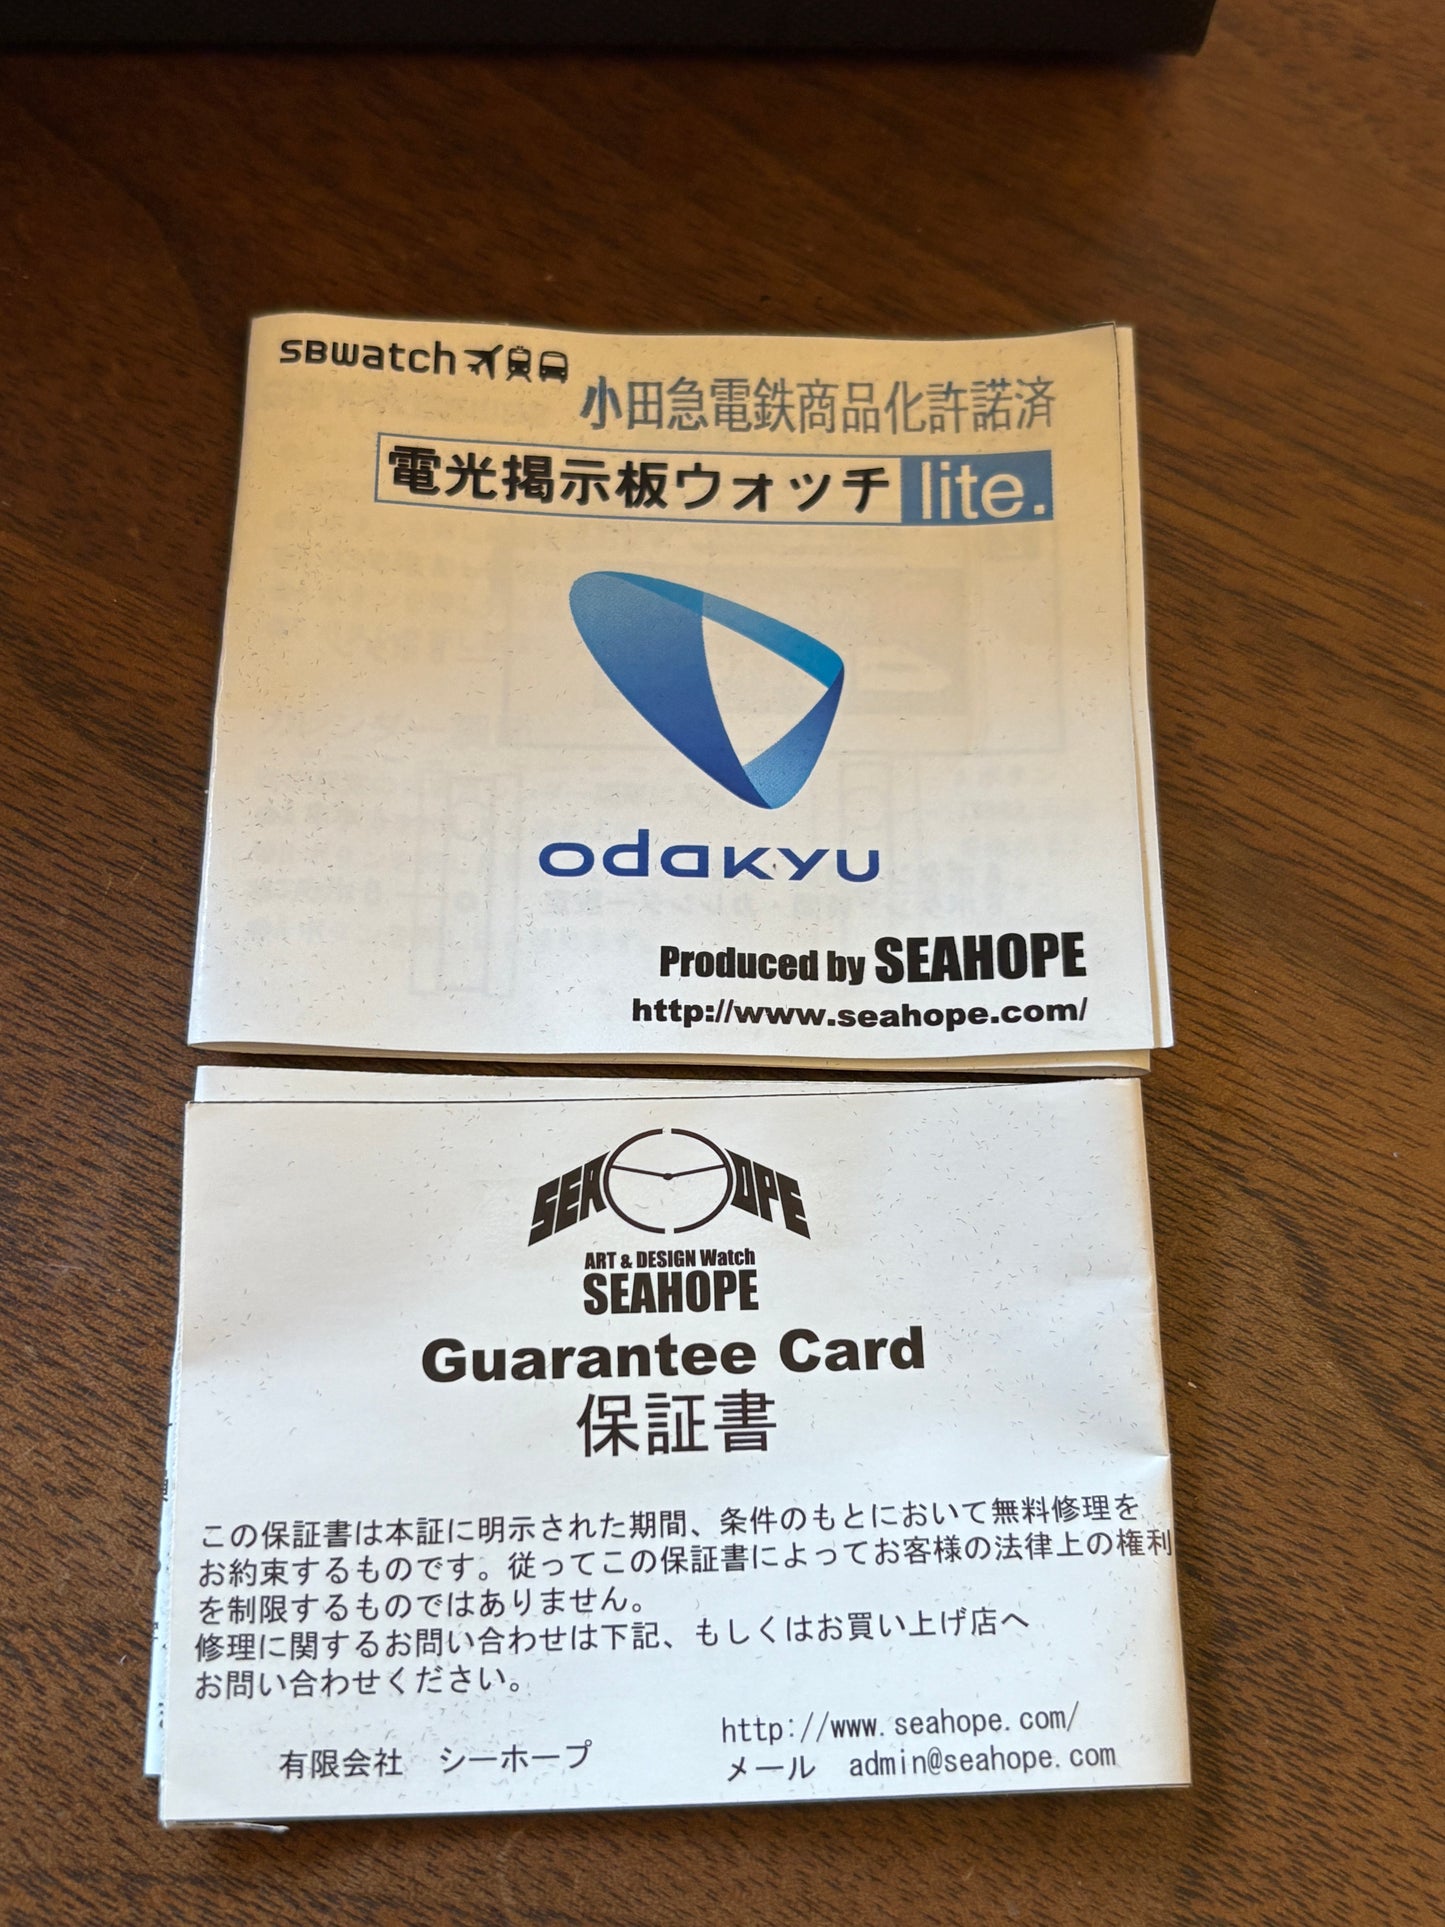 SBwatch
小田急電鉄商品化許諾済
電光掲示板ウォッチ lite.
odakyu
Produced by SEAHOPE
http://www.seahope.com/
SEAHOPE
ART & DESIGN Watch
SEAHOPE
Guarantee Card
保証書
この保証書は本証に明示された期間、条件のもとにおいて無料修理を
お約束するものです。従ってこの保証書によってお客様の法律上の権利
を制限するものではありません。
修理に関するお問い合わせは下記、もしくはお買い上げ店へ
お問い合わせください。
http://www.seahope.com/
有限会社 シーホープ メール admin@seahope.com